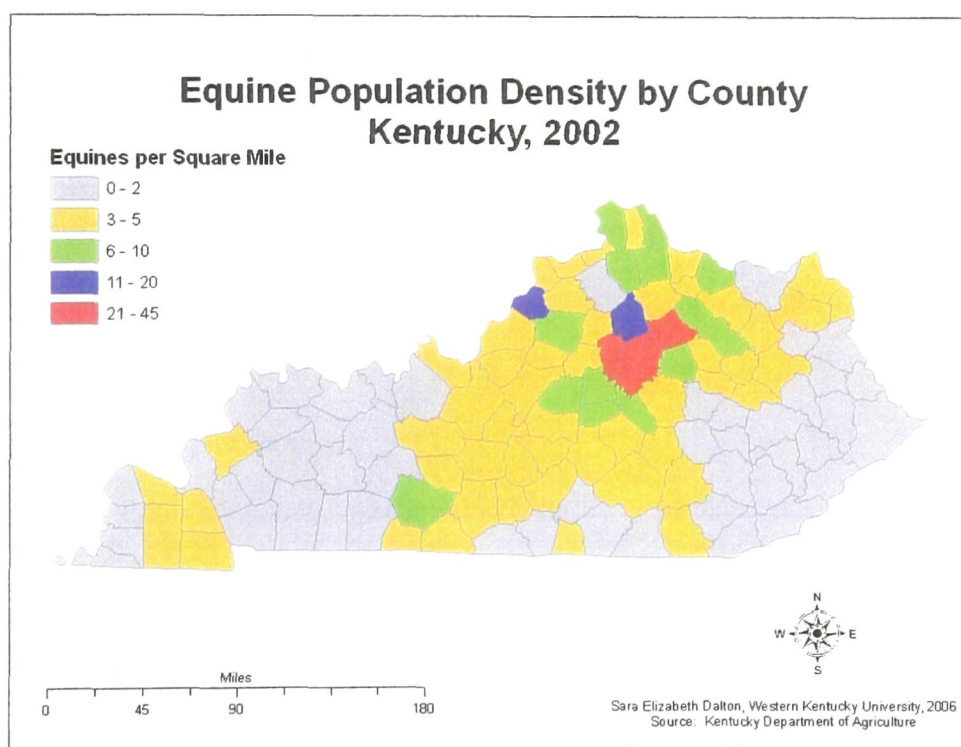 Equine Population Density by County
Kentucky, 2002
Equines per Square Mile
0 - 2
3 - 5
6 - 10
11 - 20
21 - 45
N
W E
S
Miles
0 45 90 180
Sara Elizabeth Dalton, Western Kentucky University, 2006
Source: Kentucky Department of Agriculture